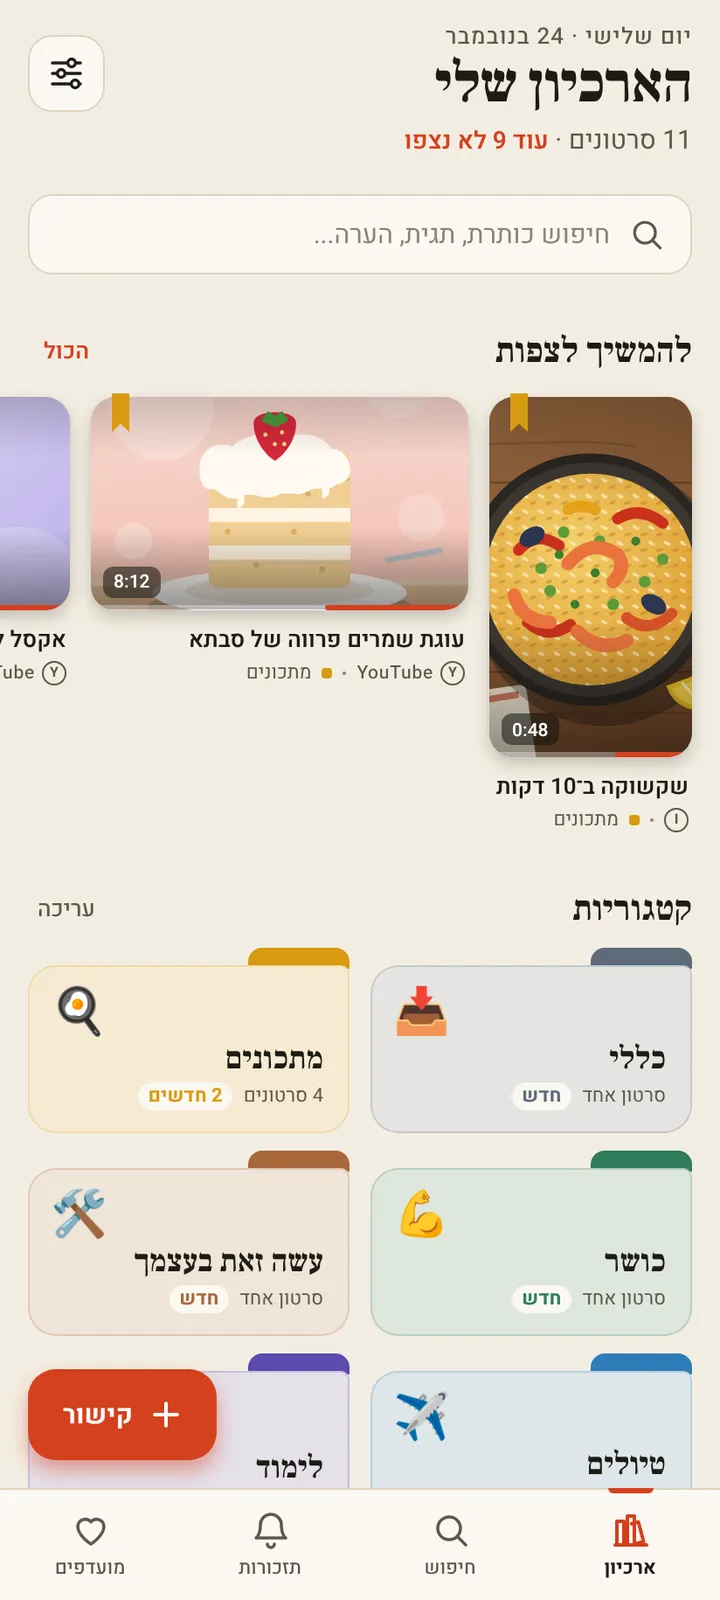 יום שלישי · 24 בנובמבר
הארכיון שלי
11 סרטונים · עוד 9 לא נצפו
חיפוש כותרת, תגית, הערה...
להמשיך לצפות
הכול
0:48
שקשוקה ב־10 דקות
I · מתכונים
8:12
עוגת שמרים פרווה של סבתא
Y YouTube · מתכונים
אקסל
Y
קטגוריות
עריכה
כללי
סרטון אחד חדש
מתכונים
4 סרטונים 2 חדשים
כושר
סרטון אחד חדש
עשה זאת בעצמך
סרטון אחד חדש
טיולים
לימוד
קישור
ארכיון
חיפוש
תזכורות
מועדפים